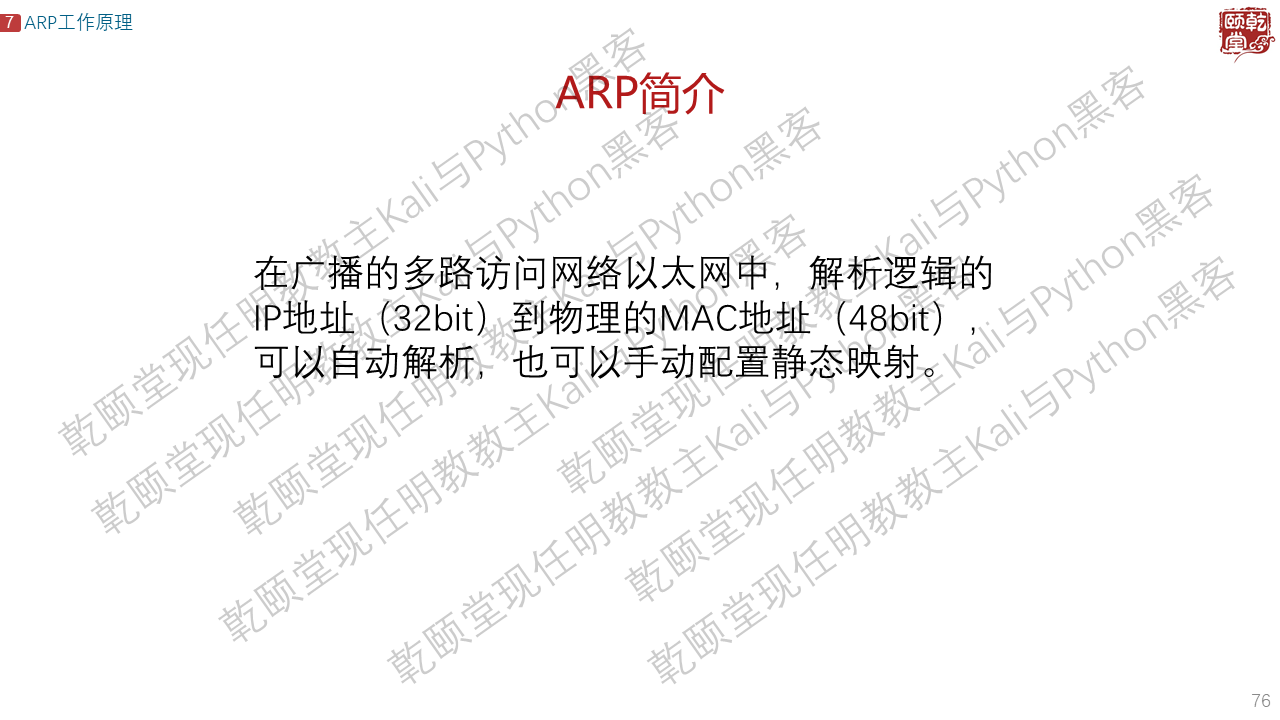 7 ARP工作原理
颐乾堂
ARP简介
在广播的多路访问网络以太网中，解析逻辑的
IP地址（32bit）到物理的MAC地址（48bit），
可以自动解析，也可以手动配置静态映射。
乾颐堂现任明教教主Kali与Python黑客
乾颐堂现任明教教主Kali与Python黑客
乾颐堂现任明教教主Kali与Python黑客
乾颐堂现任明教教主Kali与Python黑客
乾颐堂现任明教教主Kali与Python黑客
乾颐堂现任明教教主Kali与Python黑客
乾颐堂现任明教教主Kali与Python黑客
乾颐堂现任明教教主Kali与Python黑客
76